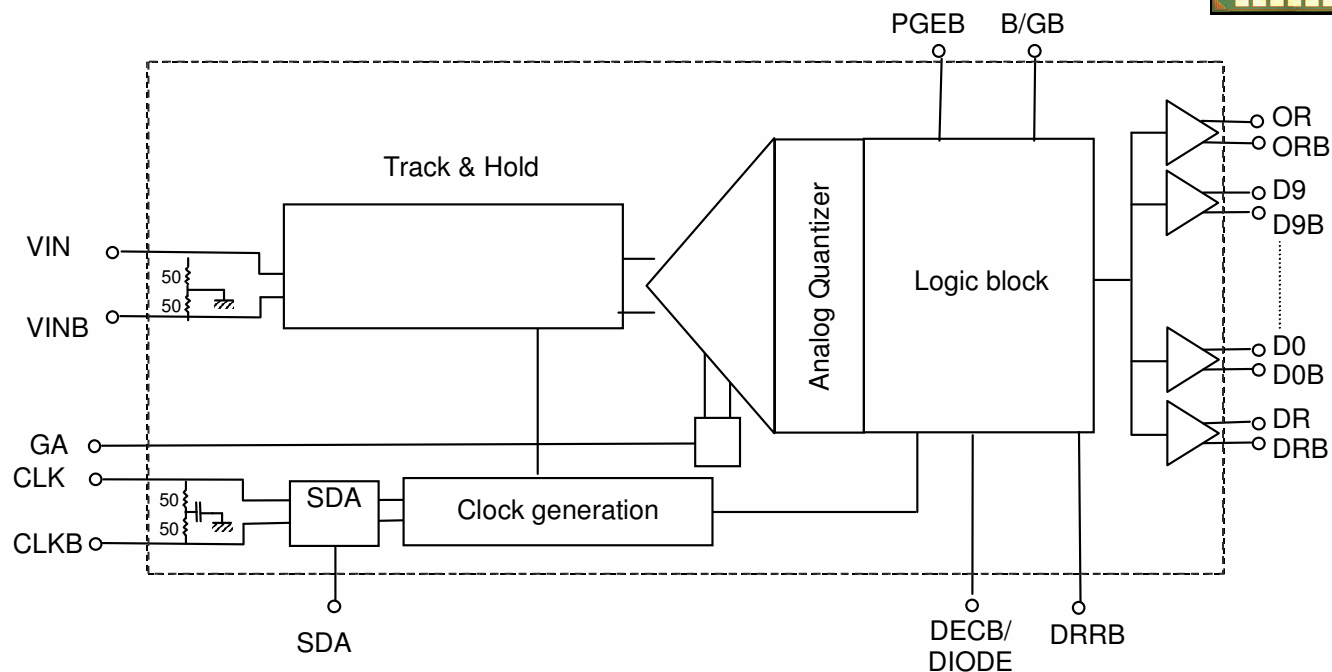 PGEB
B/GB
OR
ORB
Track & Hold
D9
D9B
VIN
50
50
VINB
Analog Quantizer
Logic block
D0
D0B
GA
DR
DRB
CLK
50
50
CLKB
SDA
Clock generation
SDA
DECB/
DIODE
DRRB